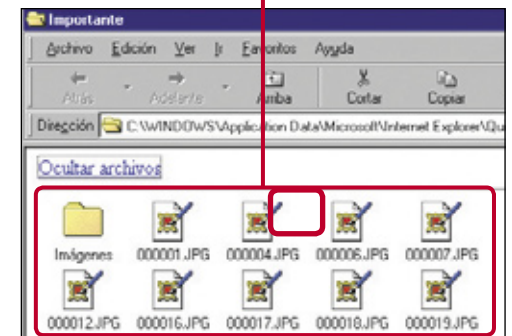 Importante
Archivo Edición Ver Ir Favoritos Ayuda
Atrás Adelante Arriba Cortar Copiar
Dirección C:\WINDOWS\Application Data\Microsoft\Internet Explorer\Qu
Ocultar archivos
Imágenes 000001.JPG 000004.JPG 000006.JPG 000007.JPG
000012.JPG 000016.JPG 000017.JPG 000018.JPG 000019.JPG